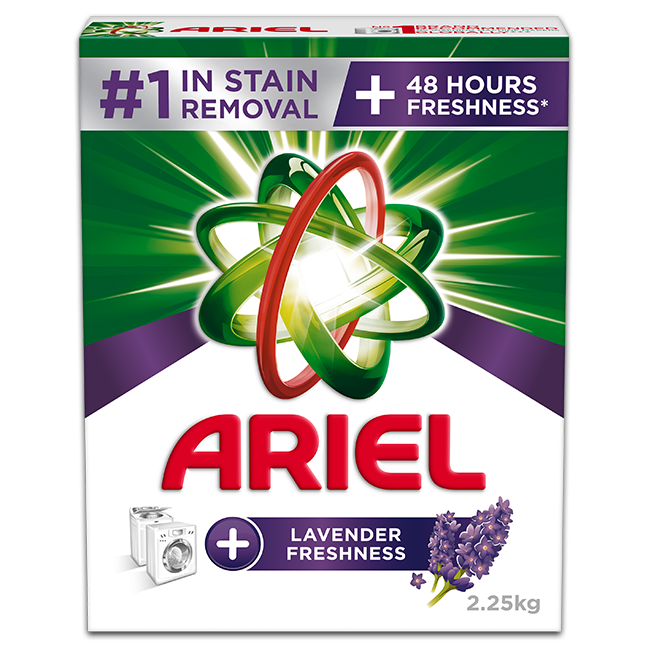 #1 IN STAIN
REMOVAL
+ 48 HOURS
FRESHNESS*
ARIEL
+ LAVENDER
FRESHNESS
2.25kg